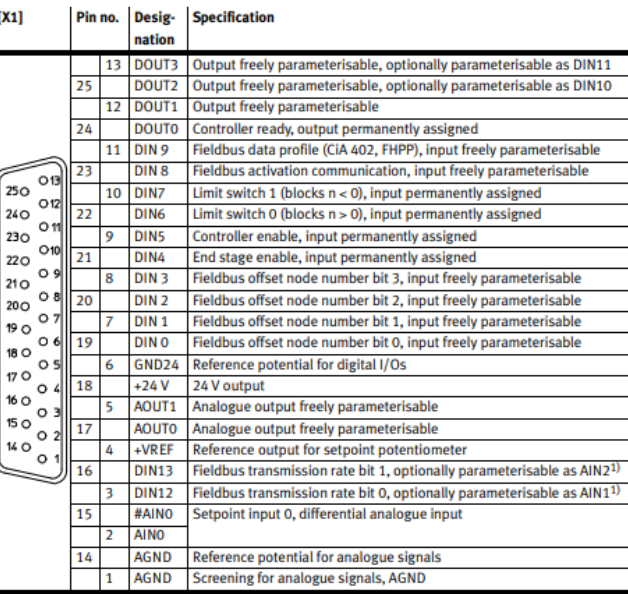 [X1] Pin no. Desig- Specification
nation
13 DOUT3 Output freely parameterisable, optionally parameterisable as DIN11
25 DOUT2 Output freely parameterisable, optionally parameterisable as DIN10
12 DOUT1 Output freely parameterisable
24 DOUT0 Controller ready, output permanently assigned
11 DIN 9 Fieldbus data profile (CiA 402, FHPP), input freely parameterisable
23 DIN 8 Fieldbus activation communication, input freely parameterisable
10 DIN7 Limit switch 1 (blocks n < 0), input permanently assigned
22 DIN6 Limit switch 0 (blocks n > 0), input permanently assigned
9 DIN5 Controller enable, input permanently assigned
21 DIN4 End stage enable, input permanently assigned
8 DIN 3 Fieldbus offset node number bit 3, input freely parameterisable
20 DIN 2 Fieldbus offset node number bit 2, input freely parameterisable
7 DIN 1 Fieldbus offset node number bit 1, input freely parameterisable
19 DIN 0 Fieldbus offset node number bit 0, input freely parameterisable
6 GND24 Reference potential for digital I/Os
18 +24 V 24 V output
5 AOUT1 Analogue output freely parameterisable
17 AOUT0 Analogue output freely parameterisable
4 +VREF Reference output for setpoint potentiometer
16 DIN13 Fieldbus transmission rate bit 1, optionally parameterisable as AIN2¹⁾
3 DIN12 Fieldbus transmission rate bit 0, optionally parameterisable as AIN1¹⁾
15 #AIN0 Setpoint input 0, differential analogue input
2 AIN0
14 AGND Reference potential for analogue signals
1 AGND Screening for analogue signals, AGND
13
25
12
24
11
23
10
22
9
21
8
20
7
19
6
18
5
17
4
16
3
15
2
14
1